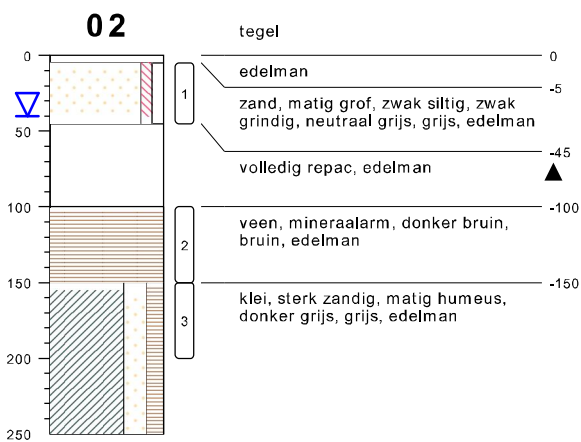 02
tegel
0
0
edelman
-5
1
zand, matig grof, zwak siltig, zwak
grindig, neutraal grijs, grijs, edelman
50
-45
volledig repac, edelman
100
-100
veen, mineraalarm, donker bruin,
bruin, edelman
2
150
-150
klei, sterk zandig, matig humeus,
donker grijs, grijs, edelman
3
200
250